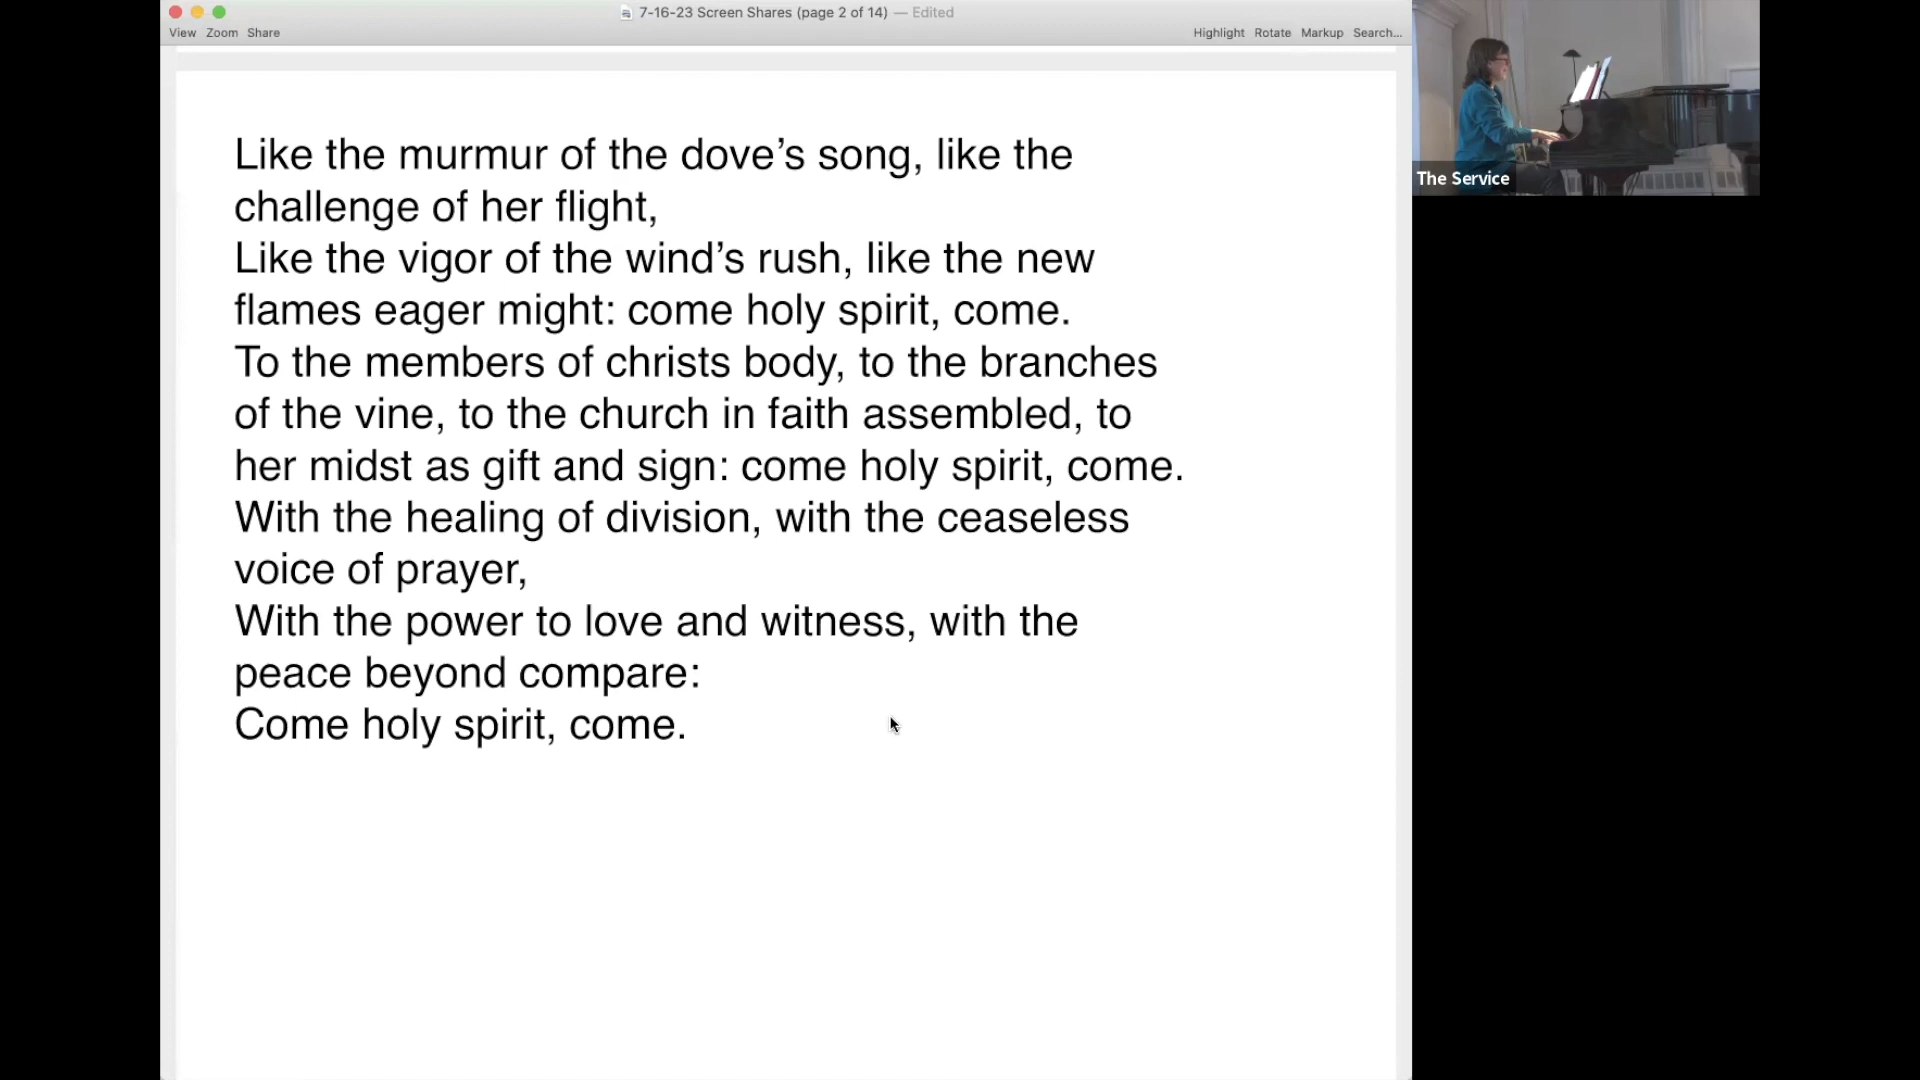 7-16-23 Screen Shares (page 2 of 14) — Edited
View Zoom Share
Highlight Rotate Markup Search...
Like the murmur of the dove’s song, like the
challenge of her flight,
Like the vigor of the wind’s rush, like the new
flames eager might: come holy spirit, come.
To the members of christs body, to the branches
of the vine, to the church in faith assembled, to
her midst as gift and sign: come holy spirit, come.
With the healing of division, with the ceaseless
voice of prayer,
With the power to love and witness, with the
peace beyond compare:
Come holy spirit, come.
The Service